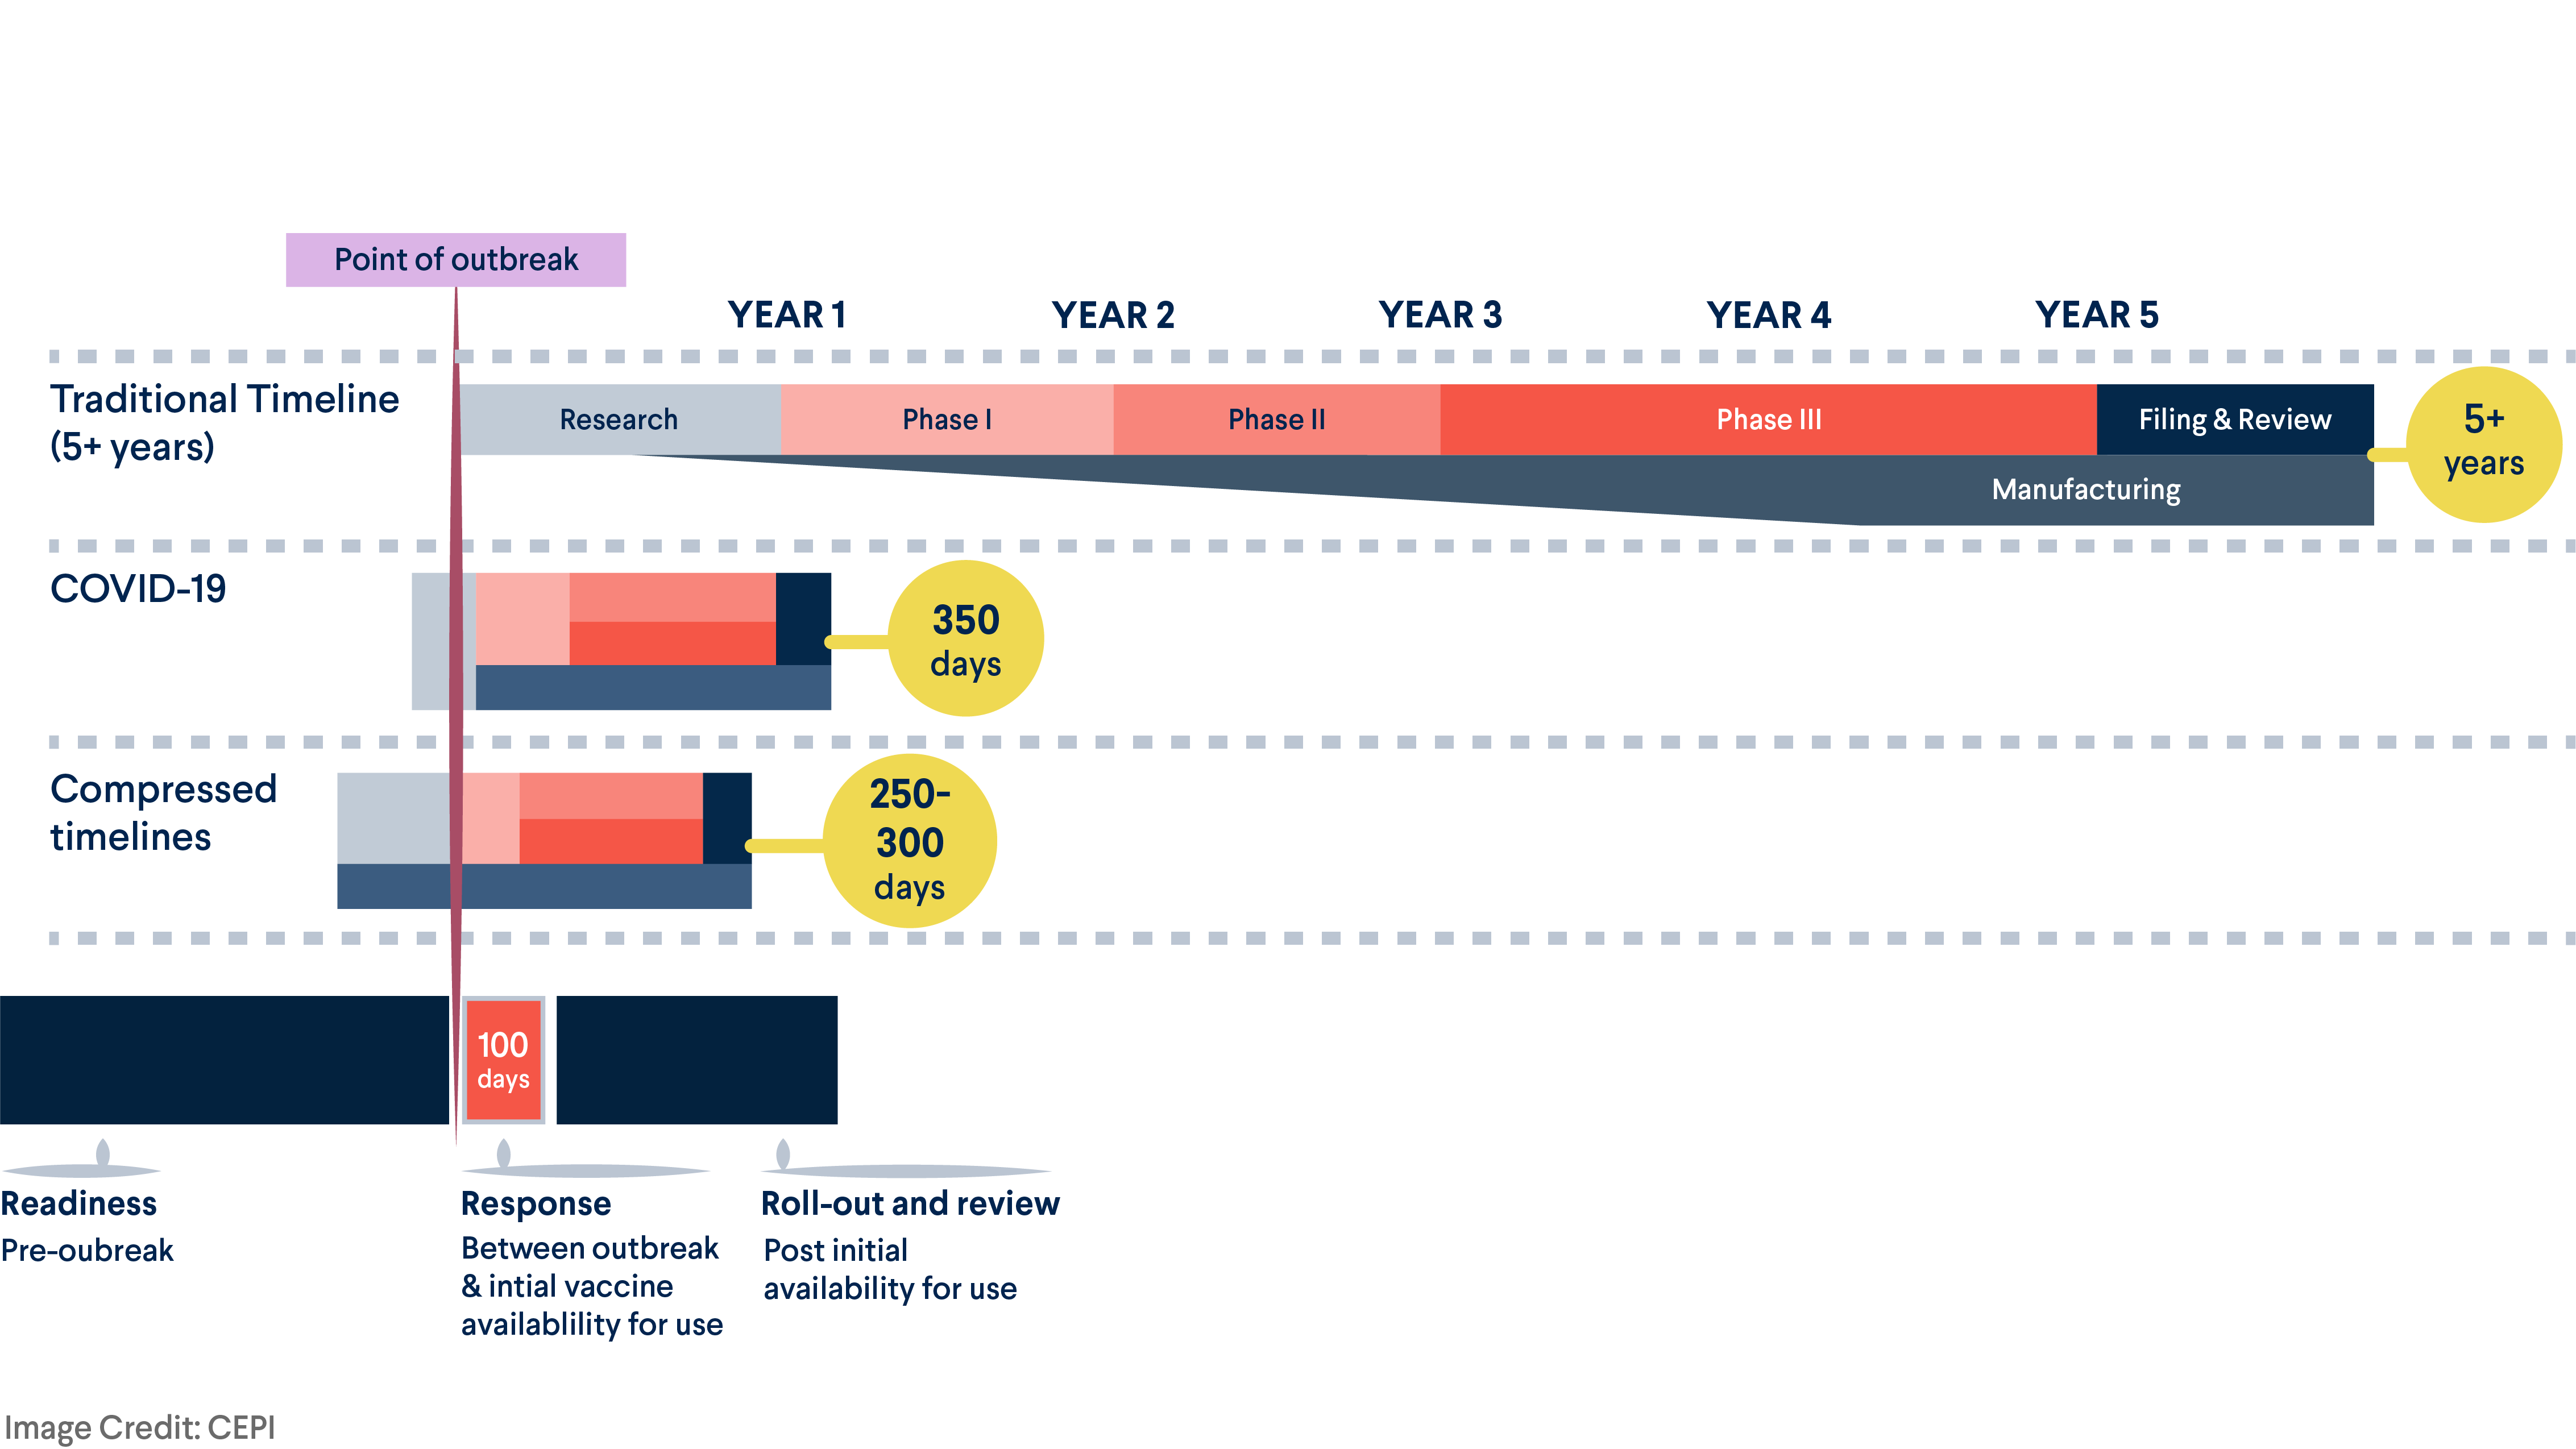 Point of outbreak
YEAR 1
YEAR 2
YEAR 3
YEAR 4
YEAR 5
Traditional Timeline
(5+ years)
Research
Phase I
Phase II
Phase III
Filing & Review
Manufacturing
5+
years
COVID-19
350
days
Compressed
timelines
250-
300
days
100
days
Readiness
Pre-oubreak
Response
Between outbreak
& intial vaccine
availablility for use
Roll-out and review
Post initial
availability for use
Image Credit: CEPI